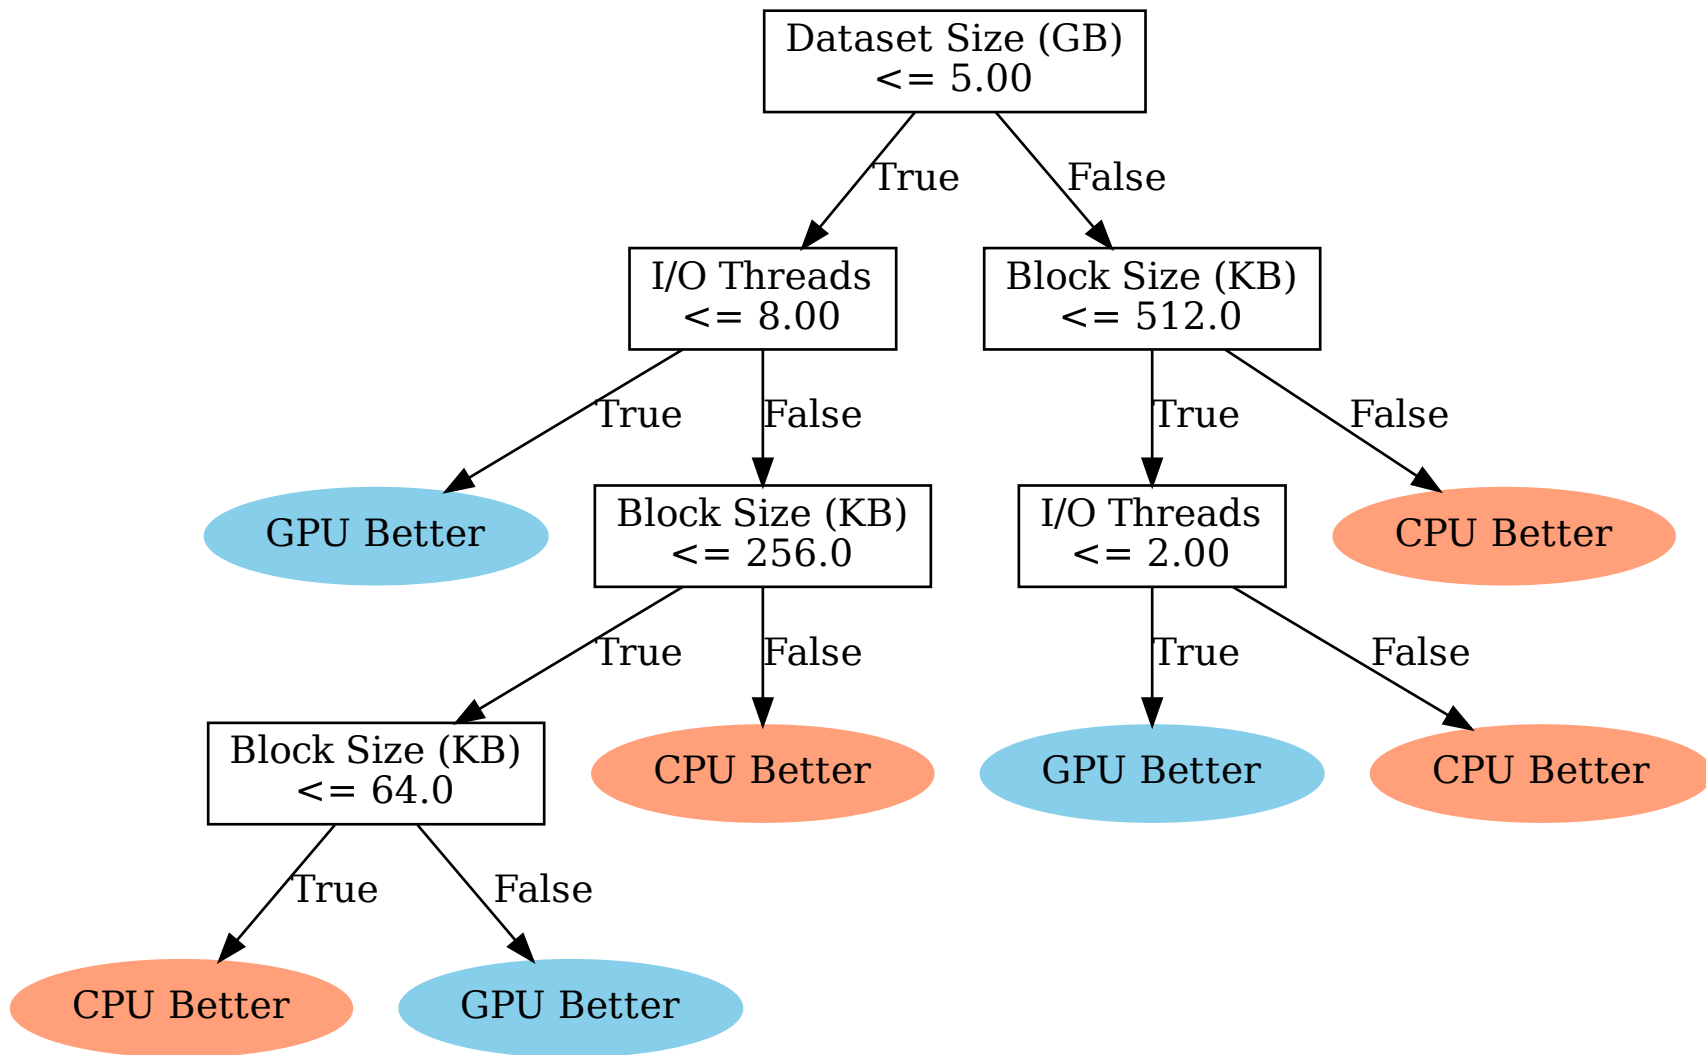 Dataset Size (GB)
<= 5.00
True
False
I/O Threads
<= 8.00
Block Size (KB)
<= 512.0
True
False
True
False
GPU Better
Block Size (KB)
<= 256.0
I/O Threads
<= 2.00
CPU Better
True
False
True
False
Block Size (KB)
<= 64.0
CPU Better
GPU Better
CPU Better
True
False
CPU Better
GPU Better